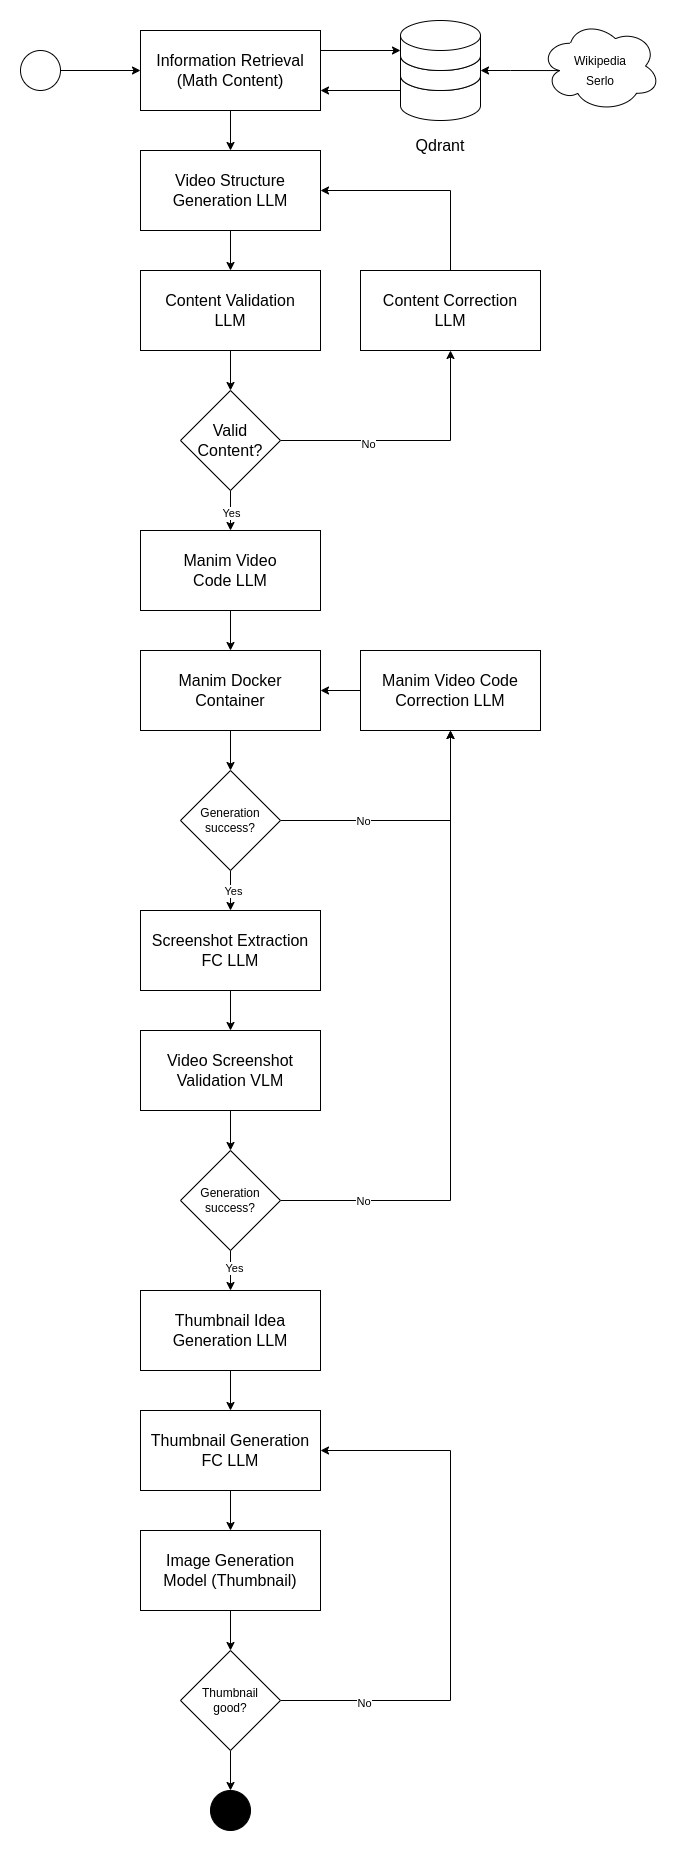 Information Retrieval
(Math Content)
Wikipedia
Serlo
Qdrant
Video Structure
Generation LLM
Content Validation
LLM
Content Correction
LLM
Valid
Content?
No
Yes
Manim Video
Code LLM
Manim Docker
Container
Manim Video Code
Correction LLM
Generation
success?
No
Yes
Screenshot Extraction
FC LLM
Video Screenshot
Validation VLM
Generation
success?
No
Yes
Thumbnail Idea
Generation LLM
Thumbnail Generation
FC LLM
Image Generation
Model (Thumbnail)
Thumbnail
good?
No